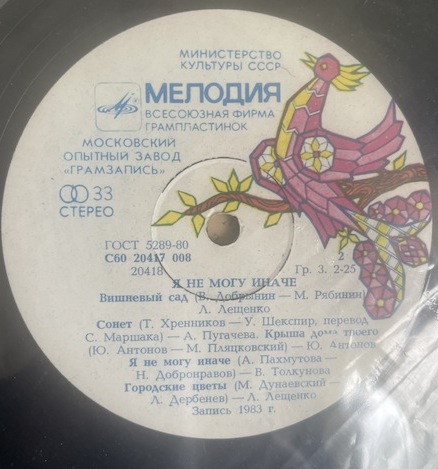 МИНИСТЕРСТВО
КУЛЬТУРЫ СССР
МЕЛОДИЯ
ВСЕСОЮЗНАЯ ФИРМА
ГРАМПЛАСТИНОК
МОСКОВСКИЙ
ОПЫТНЫЙ ЗАВОД
«ГРАМЗАПИСЬ»
33
СТЕРЕО
ГОСТ 5289-80
С60 20417 008 2
20418 Гр. 3. 2-25
Я НЕ МОГУ ИНАЧЕ
Вишневый сад (В. Добрынин — М. Рябинин)
Л. Лещенко
Сонет (Т. Хренников — У. Шекспир, перевод
С. Маршака) — А. Пугачева. Крыша дома твоего
(Ю. Антонов — М. Пляцковский) — Ю. Антонов
Я не могу иначе (А. Пахмутова —
Н. Добронравов) — В. Толкунова
Городские цветы (М. Дунаевский —
Л. Дербенев) — Л. Лещенко
Запись 1983 г.